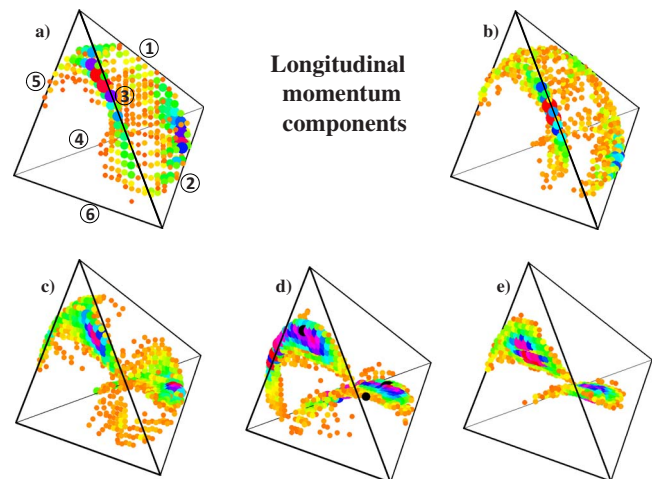 a)
①
Longitudinal
momentum
components
b)
⑤
③
④
②
⑥
c)
d)
e)